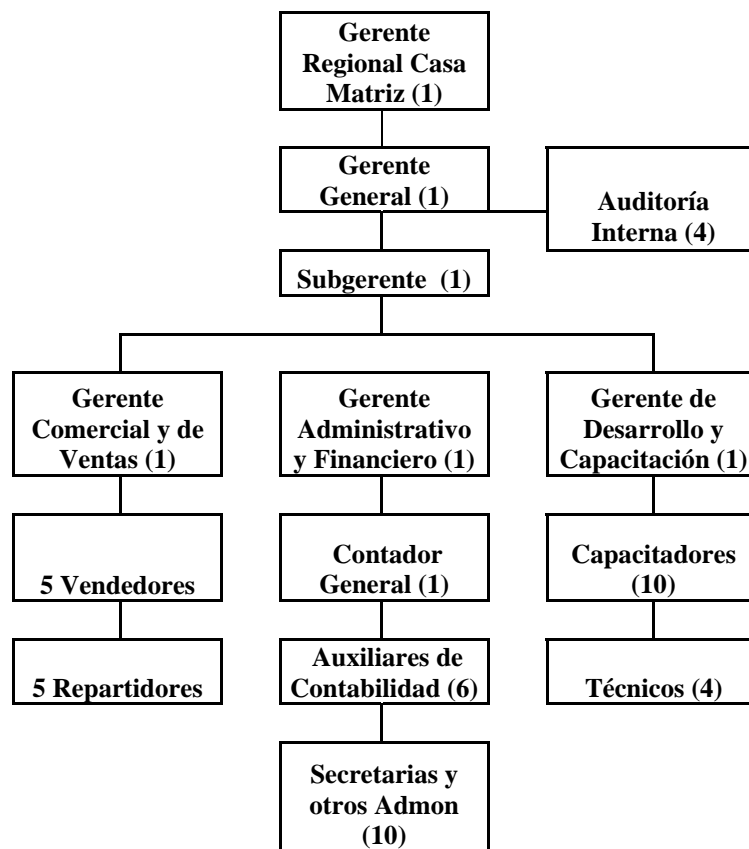 Gerente
Regional Casa
Matriz (1)
Gerente
General (1)
Auditoría
Interna (4)
Subgerente (1)
Gerente
Comercial y de
Ventas (1)
Gerente
Administrativo
y Financiero (1)
Gerente de
Desarrollo y
Capacitación (1)
5 Vendedores
Contador
General (1)
Capacitadores
(10)
5 Repartidores
Auxiliares de
Contabilidad (6)
Técnicos (4)
Secretarias y
otros Admon
(10)